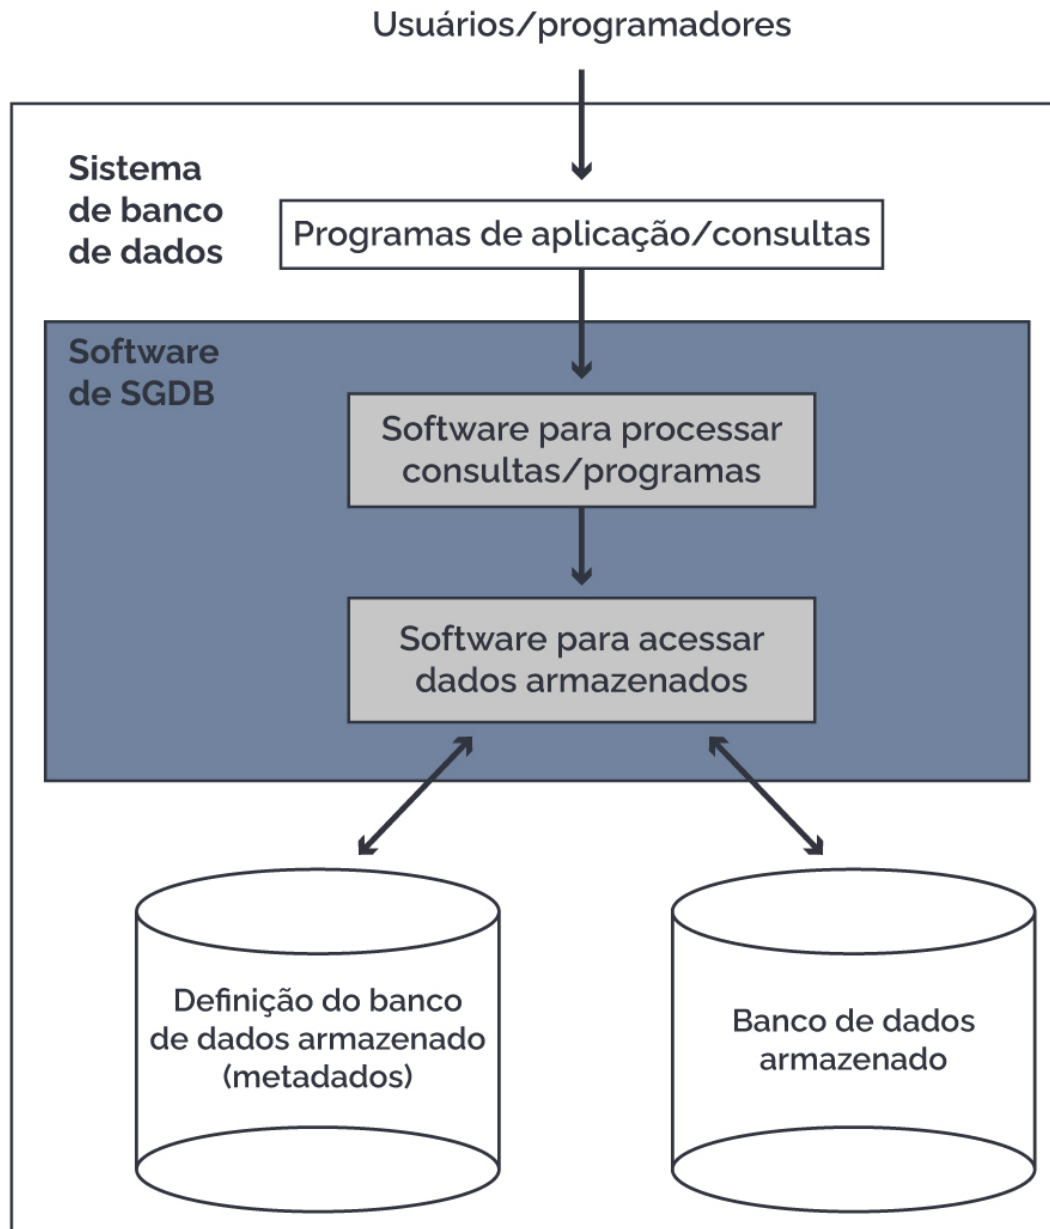 Usuários/programadores
Sistema
de banco
de dados
Programas de aplicação/consultas
Software
de SGDB
Software para processar
consultas/programas
Software para acessar
dados armazenados
Definição do banco
de dados armazenado
(metadados)
Banco de dados
armazenado